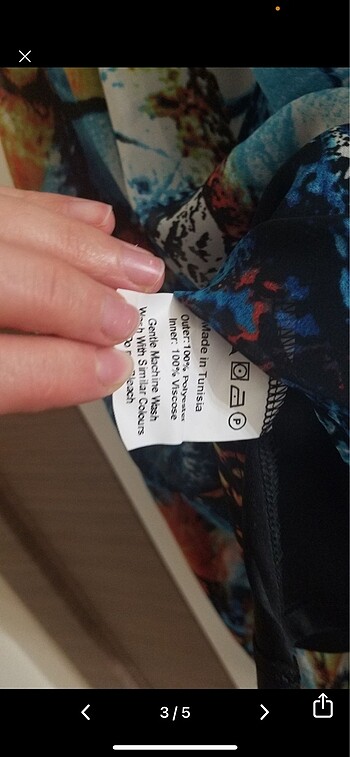 Made in Tunisia
Outer: 100% Polyester
Inner: 100% Viscose
Gentle Machine Wash
Wash With Similar Colours
Bleach
P
3/5